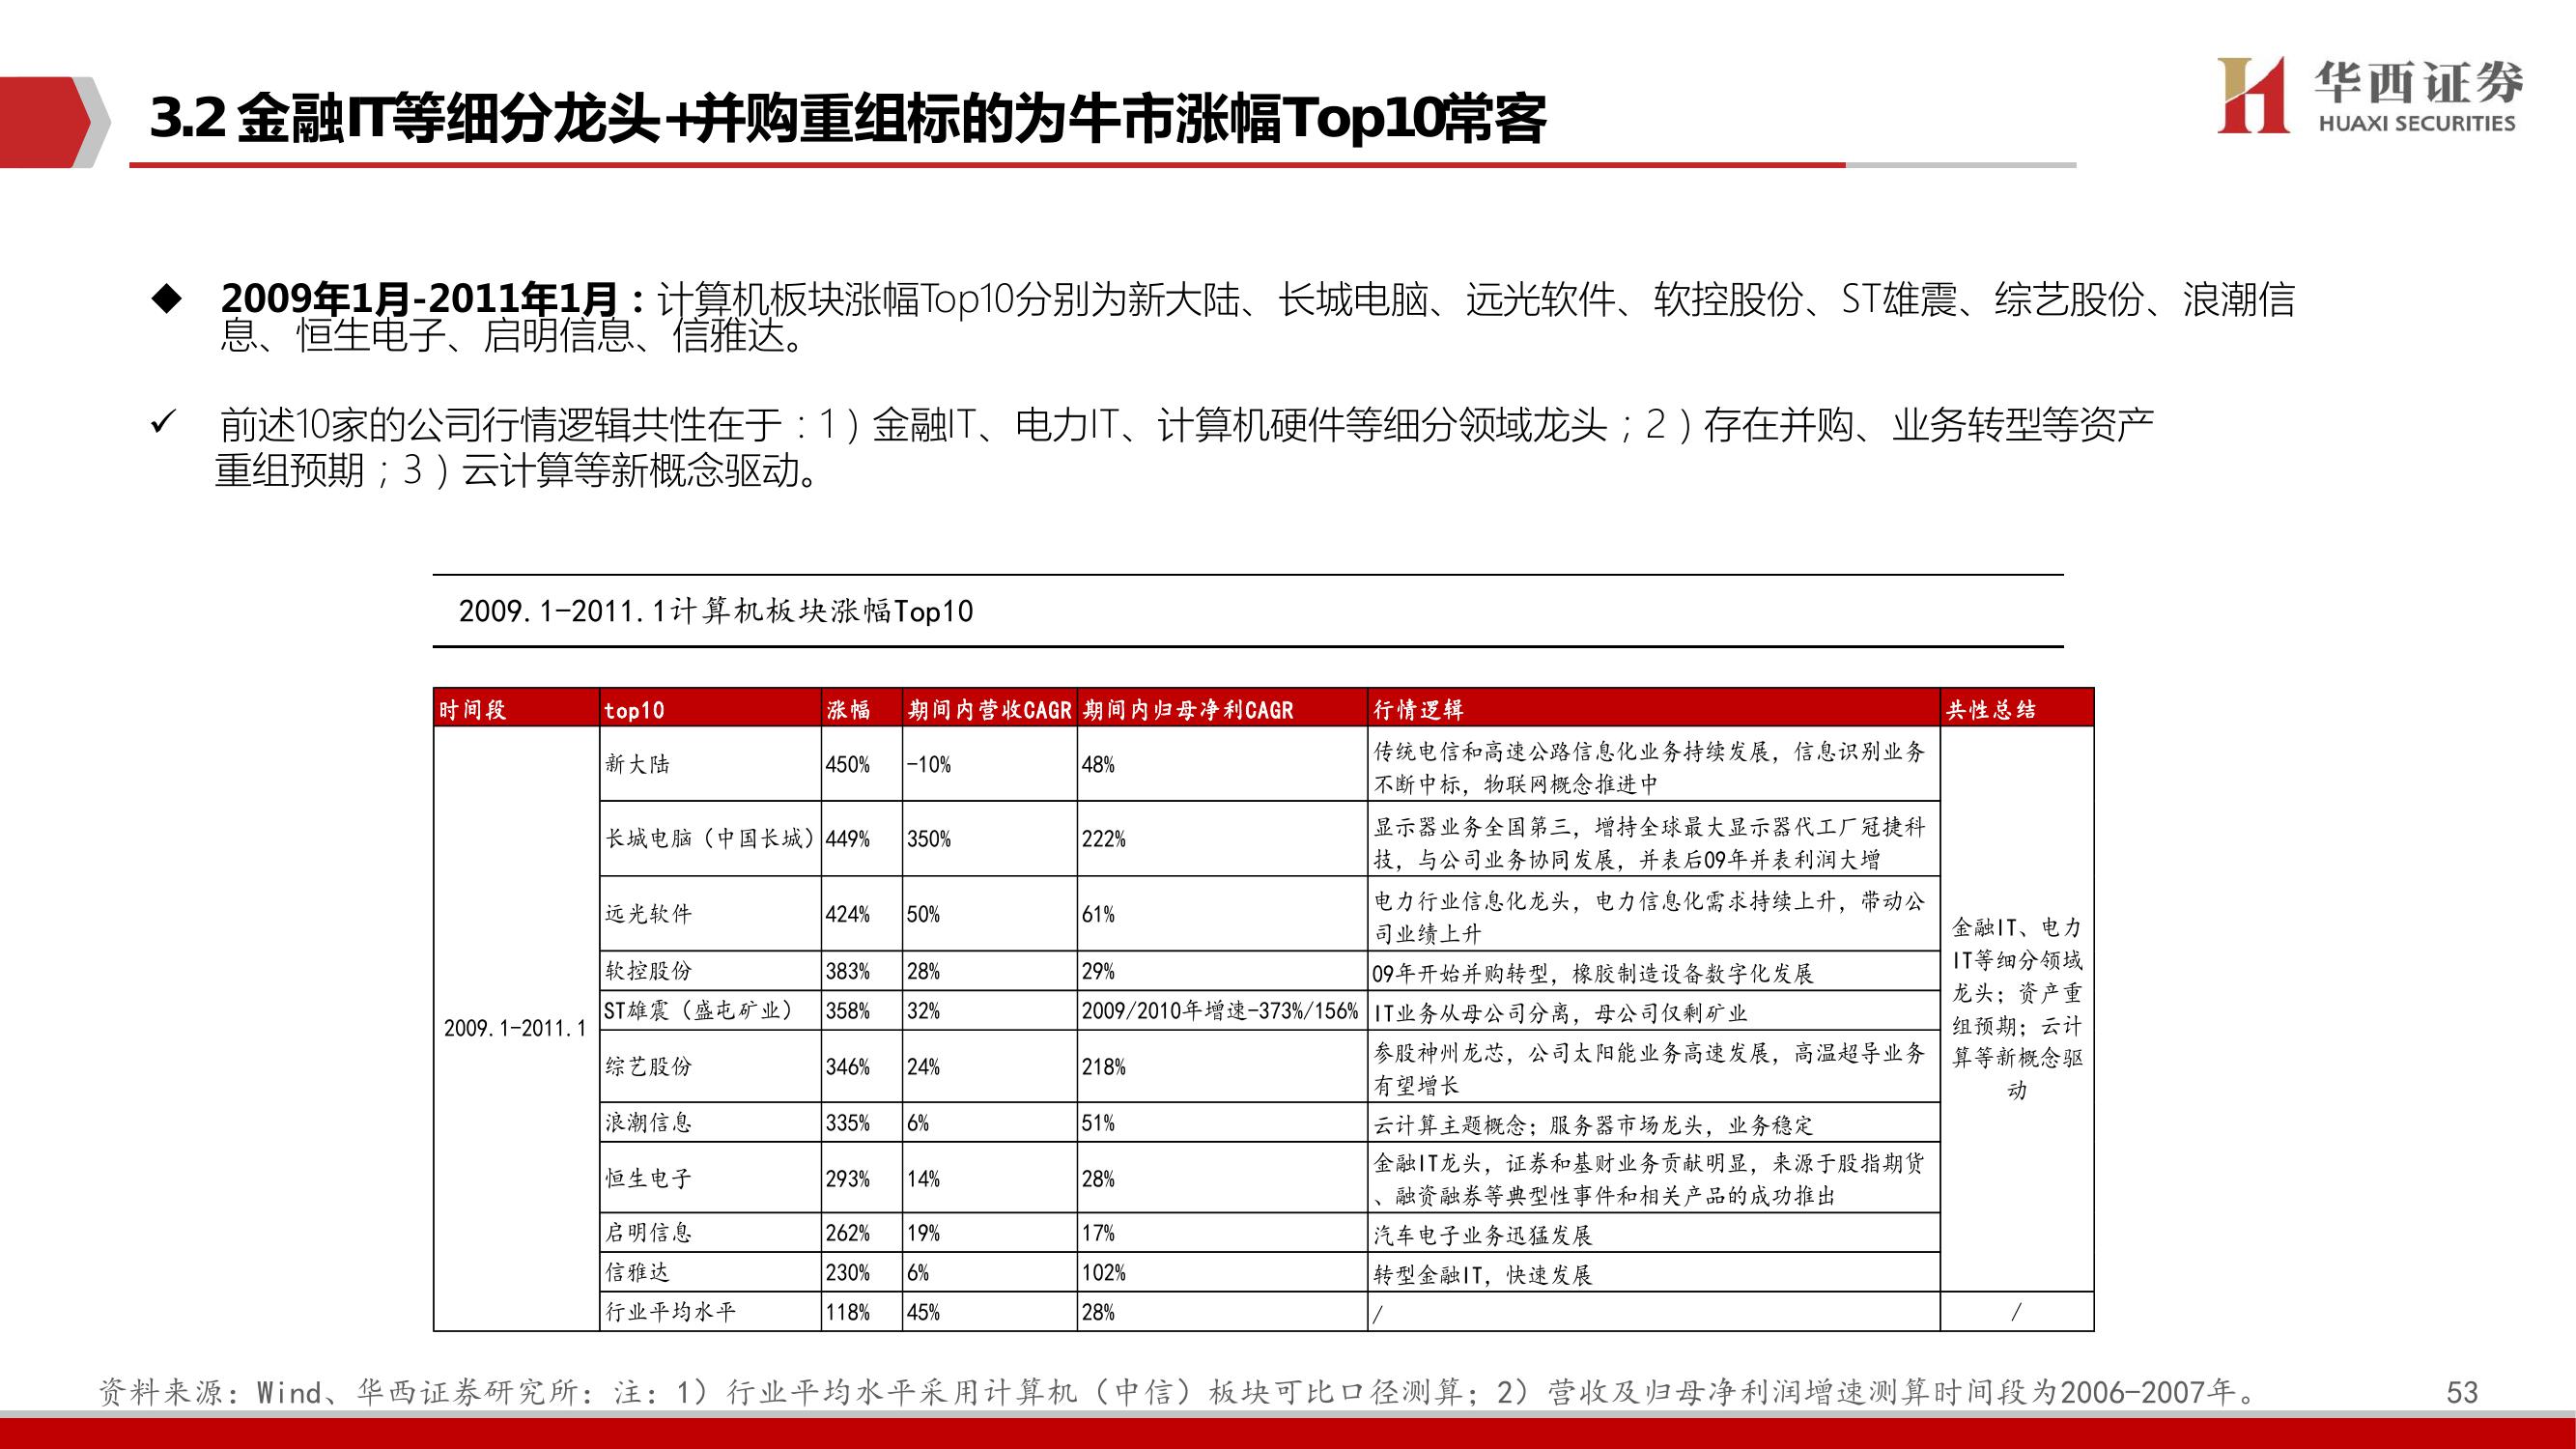 3.2 金融IT等细分龙头+并购重组标的为牛市涨幅Top10常客
华西证券
HUAXI SECURITIES
◆ 2009年1月-2011年1月：计算机板块涨幅Top10分别为新大陆、长城电脑、远光软件、软控股份、ST雄震、综艺股份、浪潮信
息、恒生电子、启明信息、信雅达。
✓ 前述10家的公司行情逻辑共性在于：1）金融IT、电力IT、计算机硬件等细分领域龙头；2）存在并购、业务转型等资产
重组预期；3）云计算等新概念驱动。
2009.1-2011.1计算机板块涨幅Top10
时间段 top10 涨幅 期间内营收CAGR 期间内归母净利CAGR 行情逻辑 共性总结
2009.1-2011.1
新大陆 450% -10% 48% 传统电信和高速公路信息化业务持续发展，信息识别业务
不断中标，物联网概念推进中
长城电脑（中国长城） 449% 350% 222% 显示器业务全国第三，增持全球最大显示器代工厂冠捷科
技，与公司业务协同发展，并表后09年并表利润大增
远光软件 424% 50% 61% 电力行业信息化龙头，电力信息化需求持续上升，带动公
司业绩上升
软控股份 383% 28% 29% 09年开始并购转型，橡胶制造设备数字化发展
ST雄震（盛屯矿业） 358% 32% 2009/2010年增速-373%/156% IT业务从母公司分离，母公司仅剩矿业
综艺股份 346% 24% 218% 参股神州龙芯，公司太阳能业务高速发展，高温超导业务
有望增长
浪潮信息 335% 6% 51% 云计算主题概念；服务器市场龙头，业务稳定
恒生电子 293% 14% 28% 金融IT龙头，证券和基财业务贡献明显，来源于股指期货
、融资融券等典型性事件和相关产品的成功推出
启明信息 262% 19% 17% 汽车电子业务迅猛发展
信雅达 230% 6% 102% 转型金融IT，快速发展
金融IT、电力
IT等细分领域
龙头；资产重
组预期；云计
算等新概念驱
动
行业平均水平 118% 45% 28% / /
资料来源：Wind、华西证券研究所：注：1）行业平均水平采用计算机（中信）板块可比口径测算；2）营收及归母净利润增速测算时间段为2006-2007年。
53